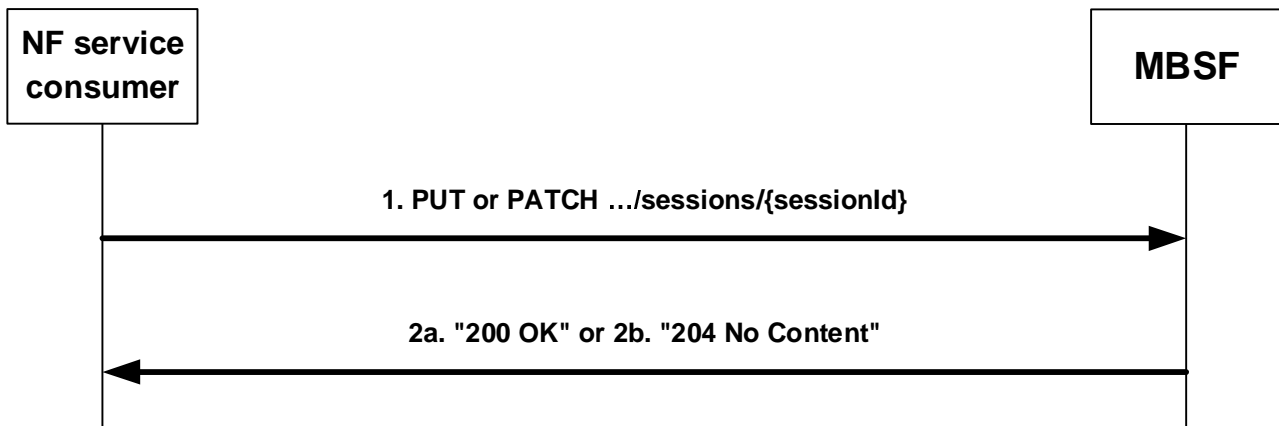 NF service
consumer
MBSF
1. PUT or PATCH …/sessions/{sessionId}
2a. "200 OK" or 2b. "204 No Content"